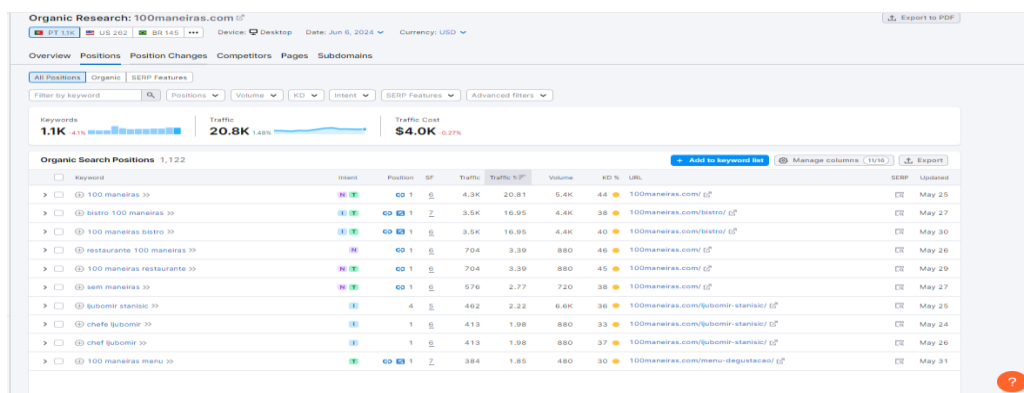 Organic Research: 100maneiras.com
Export to PDF
PT 1.1K US 262 BR 145 ••• Device: Desktop Date: Jun 6, 2024 Currency: USD
Overview Positions Position Changes Competitors Pages Subdomains
All Positions Organic SERP Features
Filter by keyword Positions Volume KD Intent SERP Features Advanced filters
Keywords Traffic Traffic Cost
1.1K -4.1% 20.8K 1.48% $4.0K -0.27%
Organic Search Positions 1,122 + Add to keyword list Manage columns 11/16 Export
Keyword Intent Position SF Traffic Traffic % Volume KD % URL SERP Updated
100 maneiras >> N T 1 6 4.3K 20.81 5.4K 44 100maneiras.com/ May 25
bistro 100 maneiras >> I T 1 7 3.5K 16.95 4.4K 38 100maneiras.com/bistro/ May 27
100 maneiras bistro >> I T 1 6 3.5K 16.95 4.4K 40 100maneiras.com/bistro/ May 30
restaurante 100 maneiras >> N 1 6 704 3.39 880 46 100maneiras.com/ May 26
100 maneiras restaurante >> N T 1 6 704 3.39 880 45 100maneiras.com/ May 29
sem maneiras >> N T 1 6 576 2.77 720 38 100maneiras.com/ May 27
ljubomir stanisic >> I 4 5 462 2.22 6.6K 36 100maneiras.com/ljubomir-stanisic/ May 25
chefe ljubomir >> I 1 6 413 1.98 880 33 100maneiras.com/ljubomir-stanisic/ May 24
chef ljubomir >> I 1 6 413 1.98 880 37 100maneiras.com/ljubomir-stanisic/ May 26
100 maneiras menu >> T 1 7 384 1.85 480 30 100maneiras.com/menu-degustacao/ May 31
?